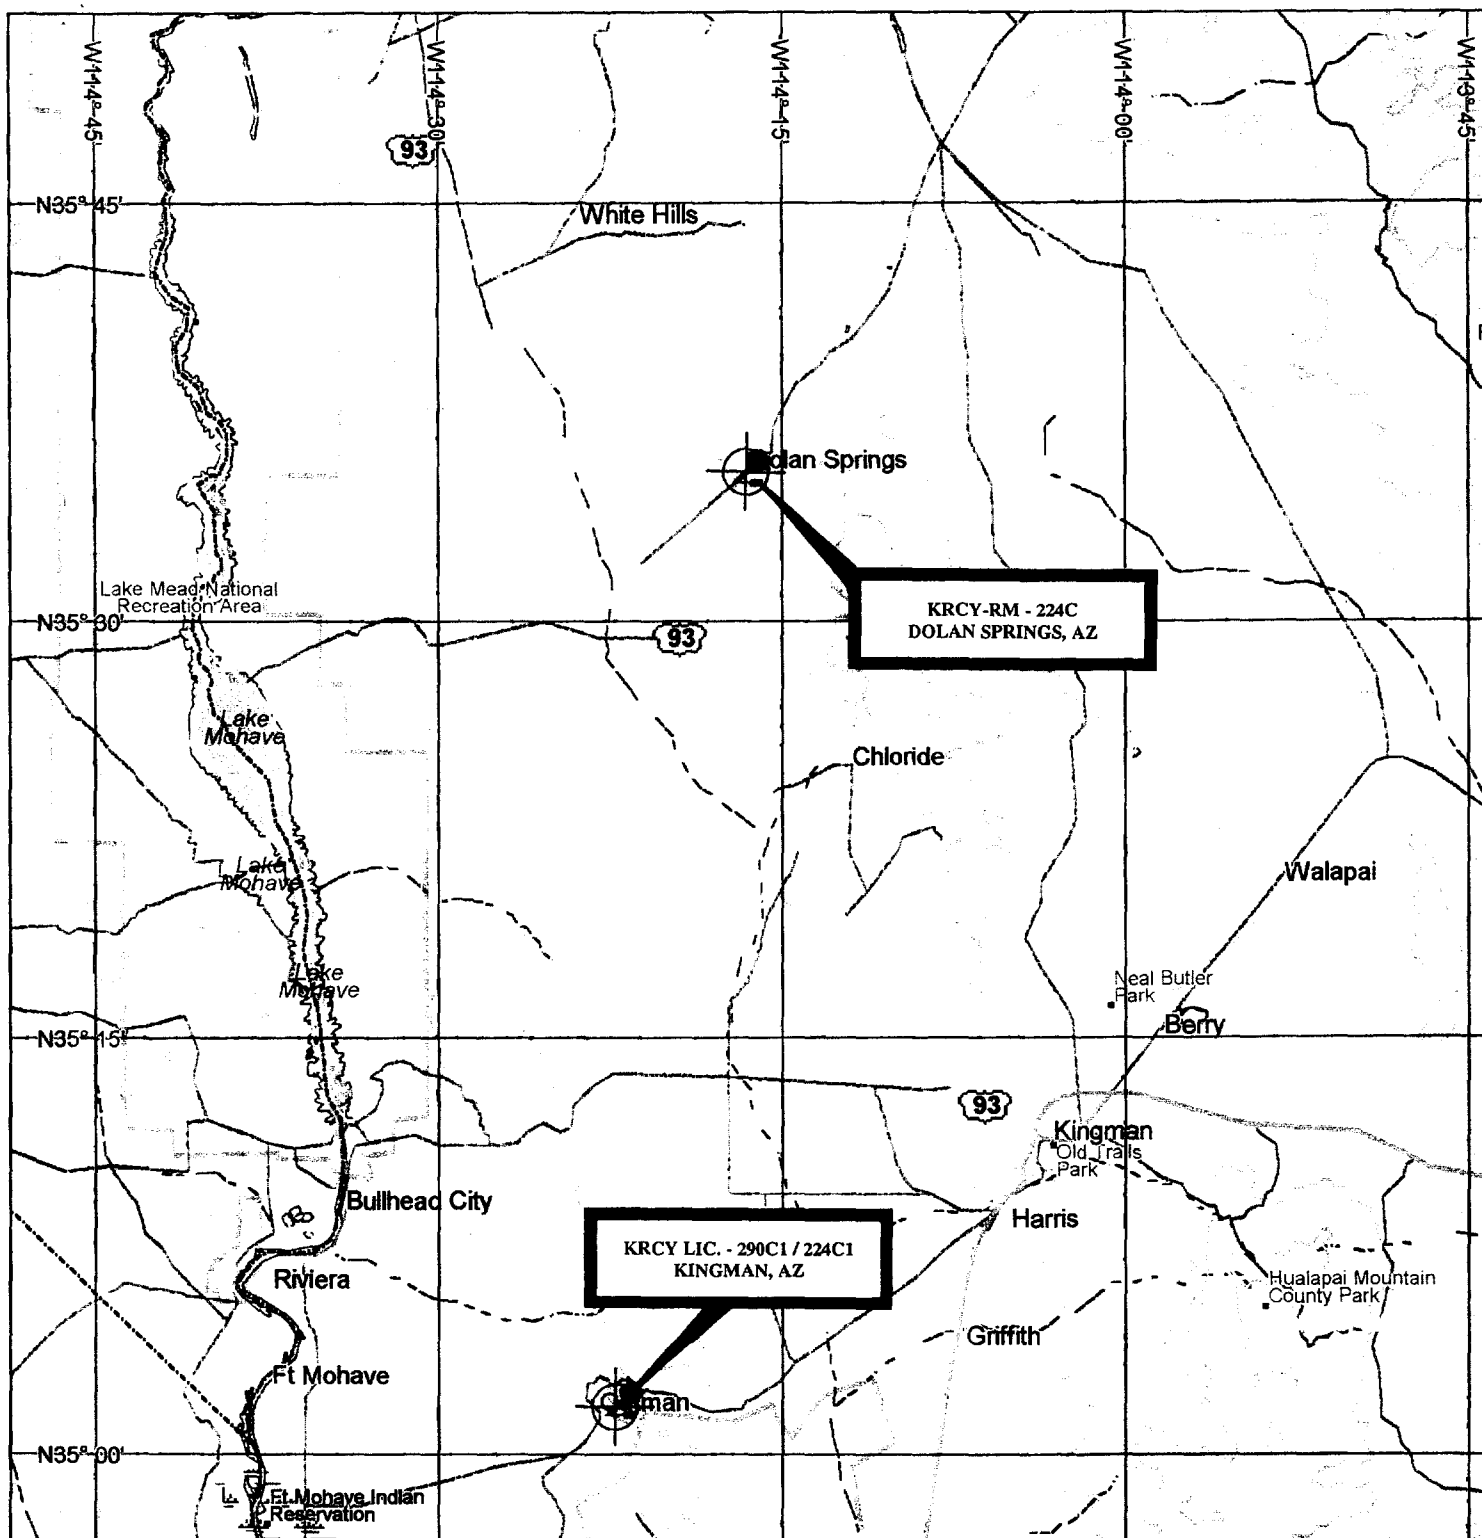 W114° 45'
W114° 30'
W114° 15'
W114° 00'
W113° 45'
93
N35° 45'
White Hills
Dolan Springs
Lake Mead National
Recreation Area
KRCY-RM - 224C
DOLAN SPRINGS, AZ
N35° 30'
93
Lake
Mohave
Chloride
Lake
Mohave
Walapai
Lake
Mohave
Neal Butler
Park
Berry
N35° 15'
93
Kingman
Old Trails
Park
Bullhead City
Harris
KRCY LIC. - 290C1 / 224C1
KINGMAN, AZ
Riviera
Hualapai Mountain
County Park
Griffith
Ft Mohave
N35° 00'
Ft Mohave Indian
Reservation